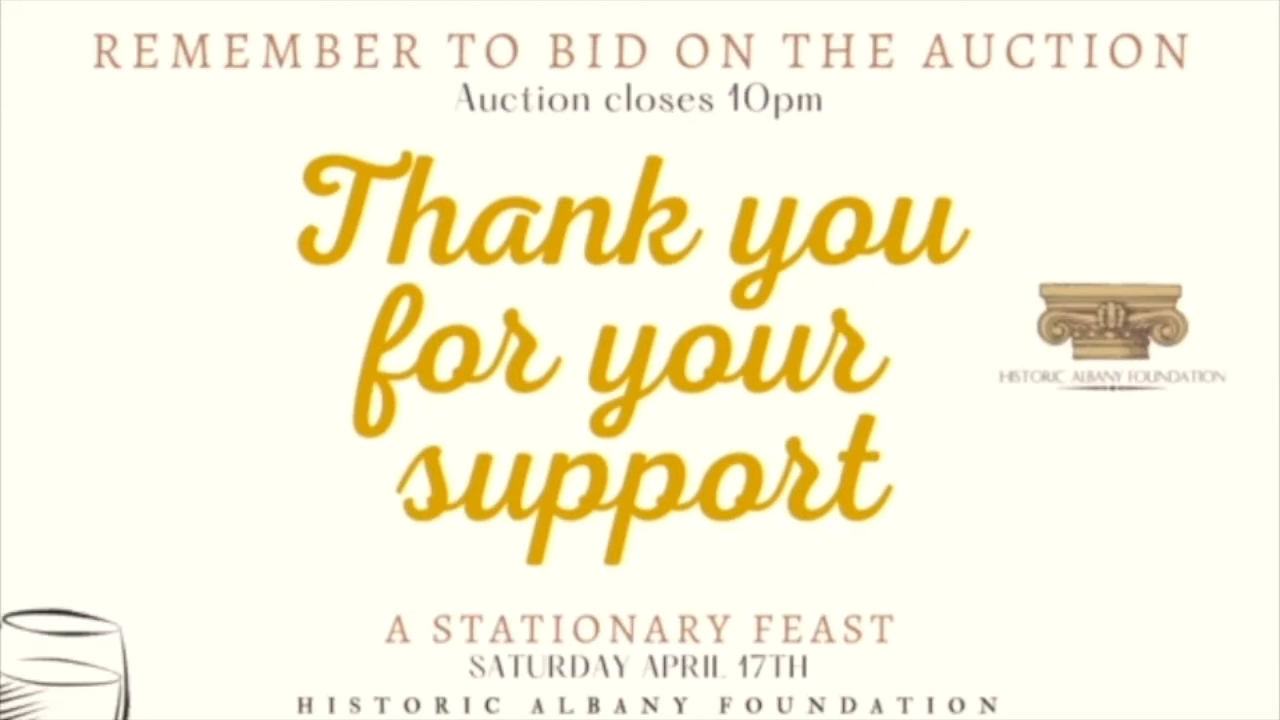 REMEMBER TO BID ON THE AUCTION
Auction closes 10pm
Thank you
for your
support
HISTORIC ALBANY FOUNDATION
A STATIONARY FEAST
SATURDAY APRIL 17TH
HISTORIC ALBANY FOUNDATION